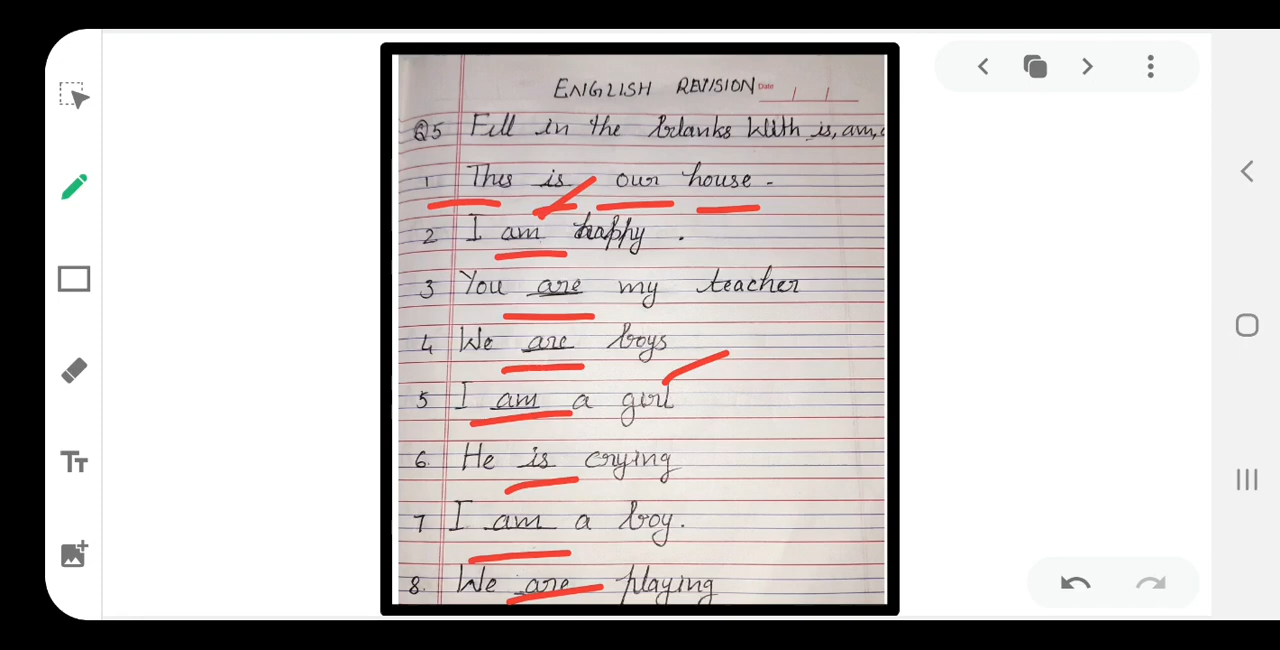 ENGLISH REVISION Date
Q5 Fill in the blanks With is, am,
1 This is our house -
2 I am happy .
3 You are my teacher
4 We are boys
5 I am a girl
6. He is crying
7 I am a boy.
8. We are playing
TT